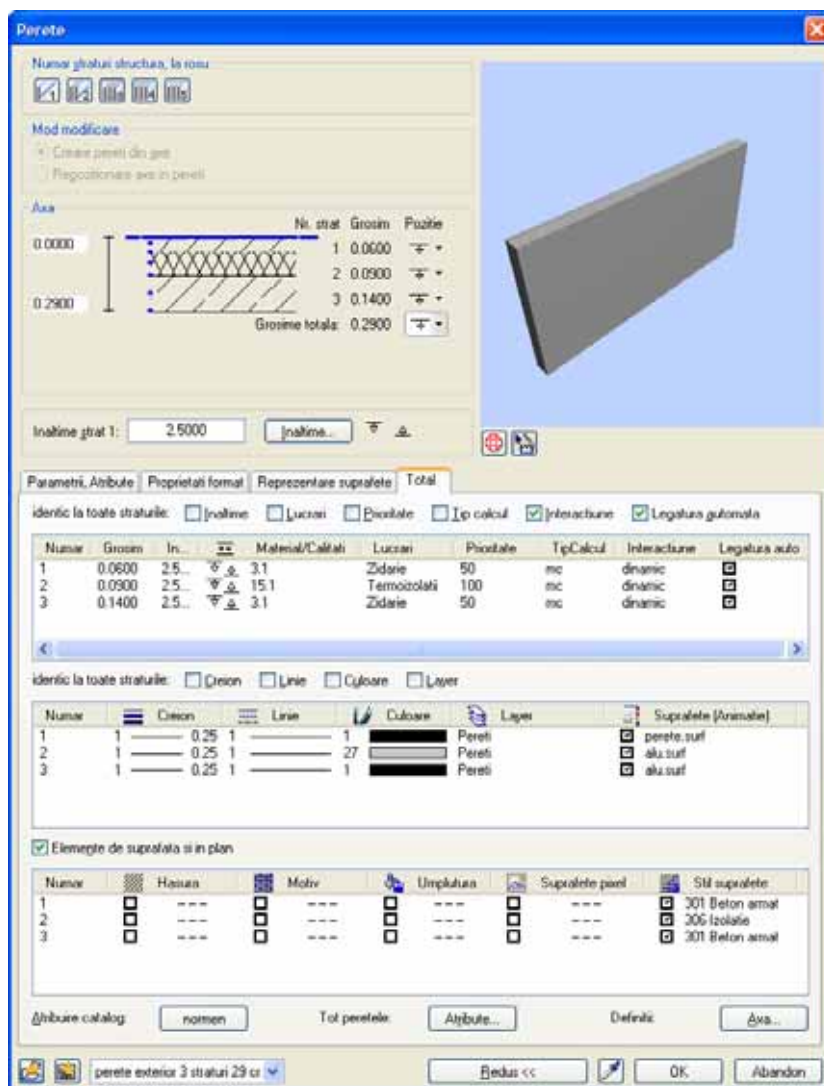 Perete
Numar straturi structura, la rosu
1 2 3 4 5
Mod modificare
Creare pereti din axe
Repozitionare axe in pereti
Axa
Nr. strat Grosim Pozitie
0.0000
1 0.0600
2 0.0900
0.2900
3 0.1400
Grosime totala: 0.2900
Inaltime strat 1: 2.5000 Inaltime...
Parametrii, Atribute Proprietati format Reprezentare suprafete Total
identic la toate straturile: Inaltime Lucrari Prioritate Tip calcul Interactiune Legatura automata
Numar Grosim In... Material/Calitati Lucrari Prioritate TipCalcul Interactiune Legatura auto
1 0.0600 2.5... 3.1 Zidarie 50 mc dinamic
2 0.0900 2.5... 15.1 Termoizolatii 100 mc dinamic
3 0.1400 2.5... 3.1 Zidarie 50 mc dinamic
identic la toate straturile: Creion Linie Culoare Layer
Numar Creion Linie Culoare Layer Suprafete (Animatie)
1 1 0.25 1 1 Pereti perete.surf
2 1 0.25 1 27 Pereti alu.surf
3 1 0.25 1 1 Pereti alu.surf
Elemente de suprafata si in plan
Numar Hasura Motiv Umplutura Suprafete pixel Stil suprafete
1 --- --- --- --- 301 Beton armat
2 --- --- --- --- 306 Izolatie
3 --- --- --- --- 301 Beton armat
Atribuire catalog: normen Tot peretele: Atribute... Definitii: Axa...
perete exterior 3 straturi 29 cr Redus << OK Abandon